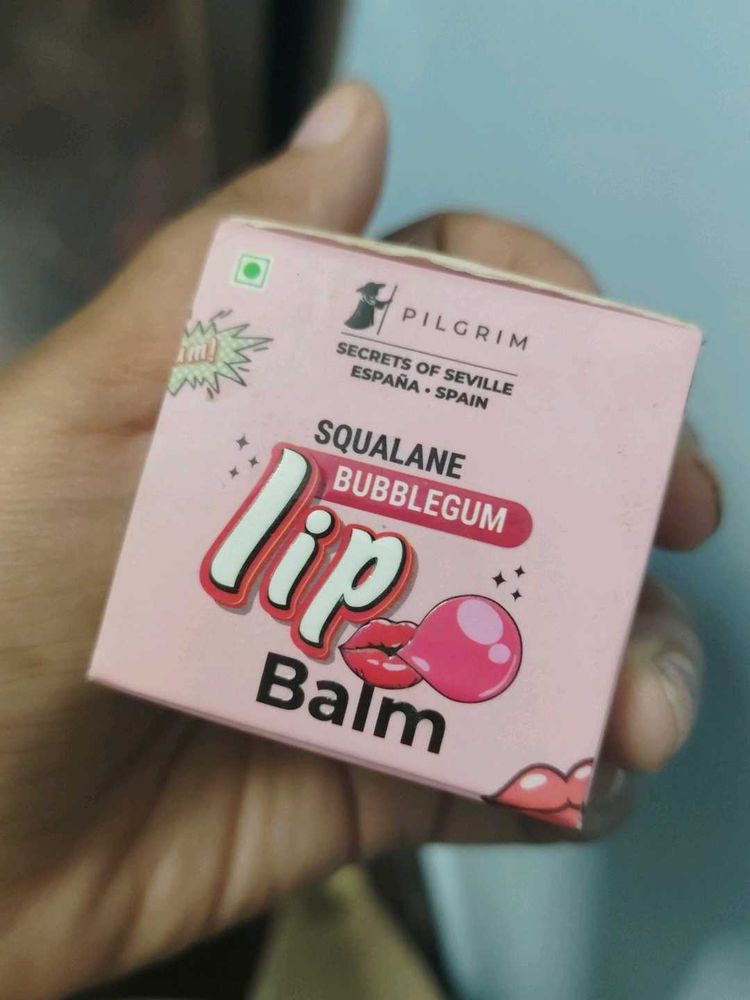 PILGRIM
SECRETS OF SEVILLE
ESPAÑA • SPAIN
SQUALANE
BUBBLEGUM
lip
Balm